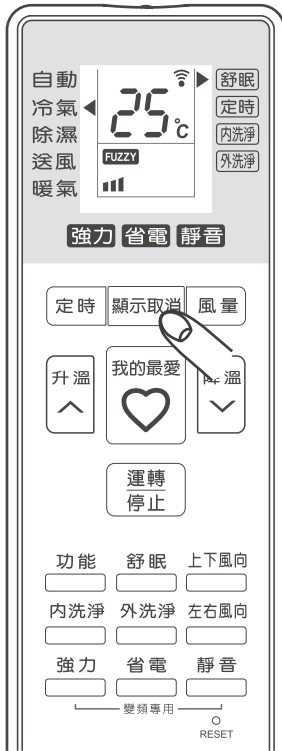 自動
冷氣
除濕
送風
暖氣
25℃
FUZZY
舒眠
定時
內洗淨
外洗淨
強力 省電 靜音
定時 顯示取消 風量
升溫 我的最愛 降溫
運轉
停止
功能 舒眠 上下風向
內洗淨 外洗淨 左右風向
強力 省電 靜音
變頻專用
RESET